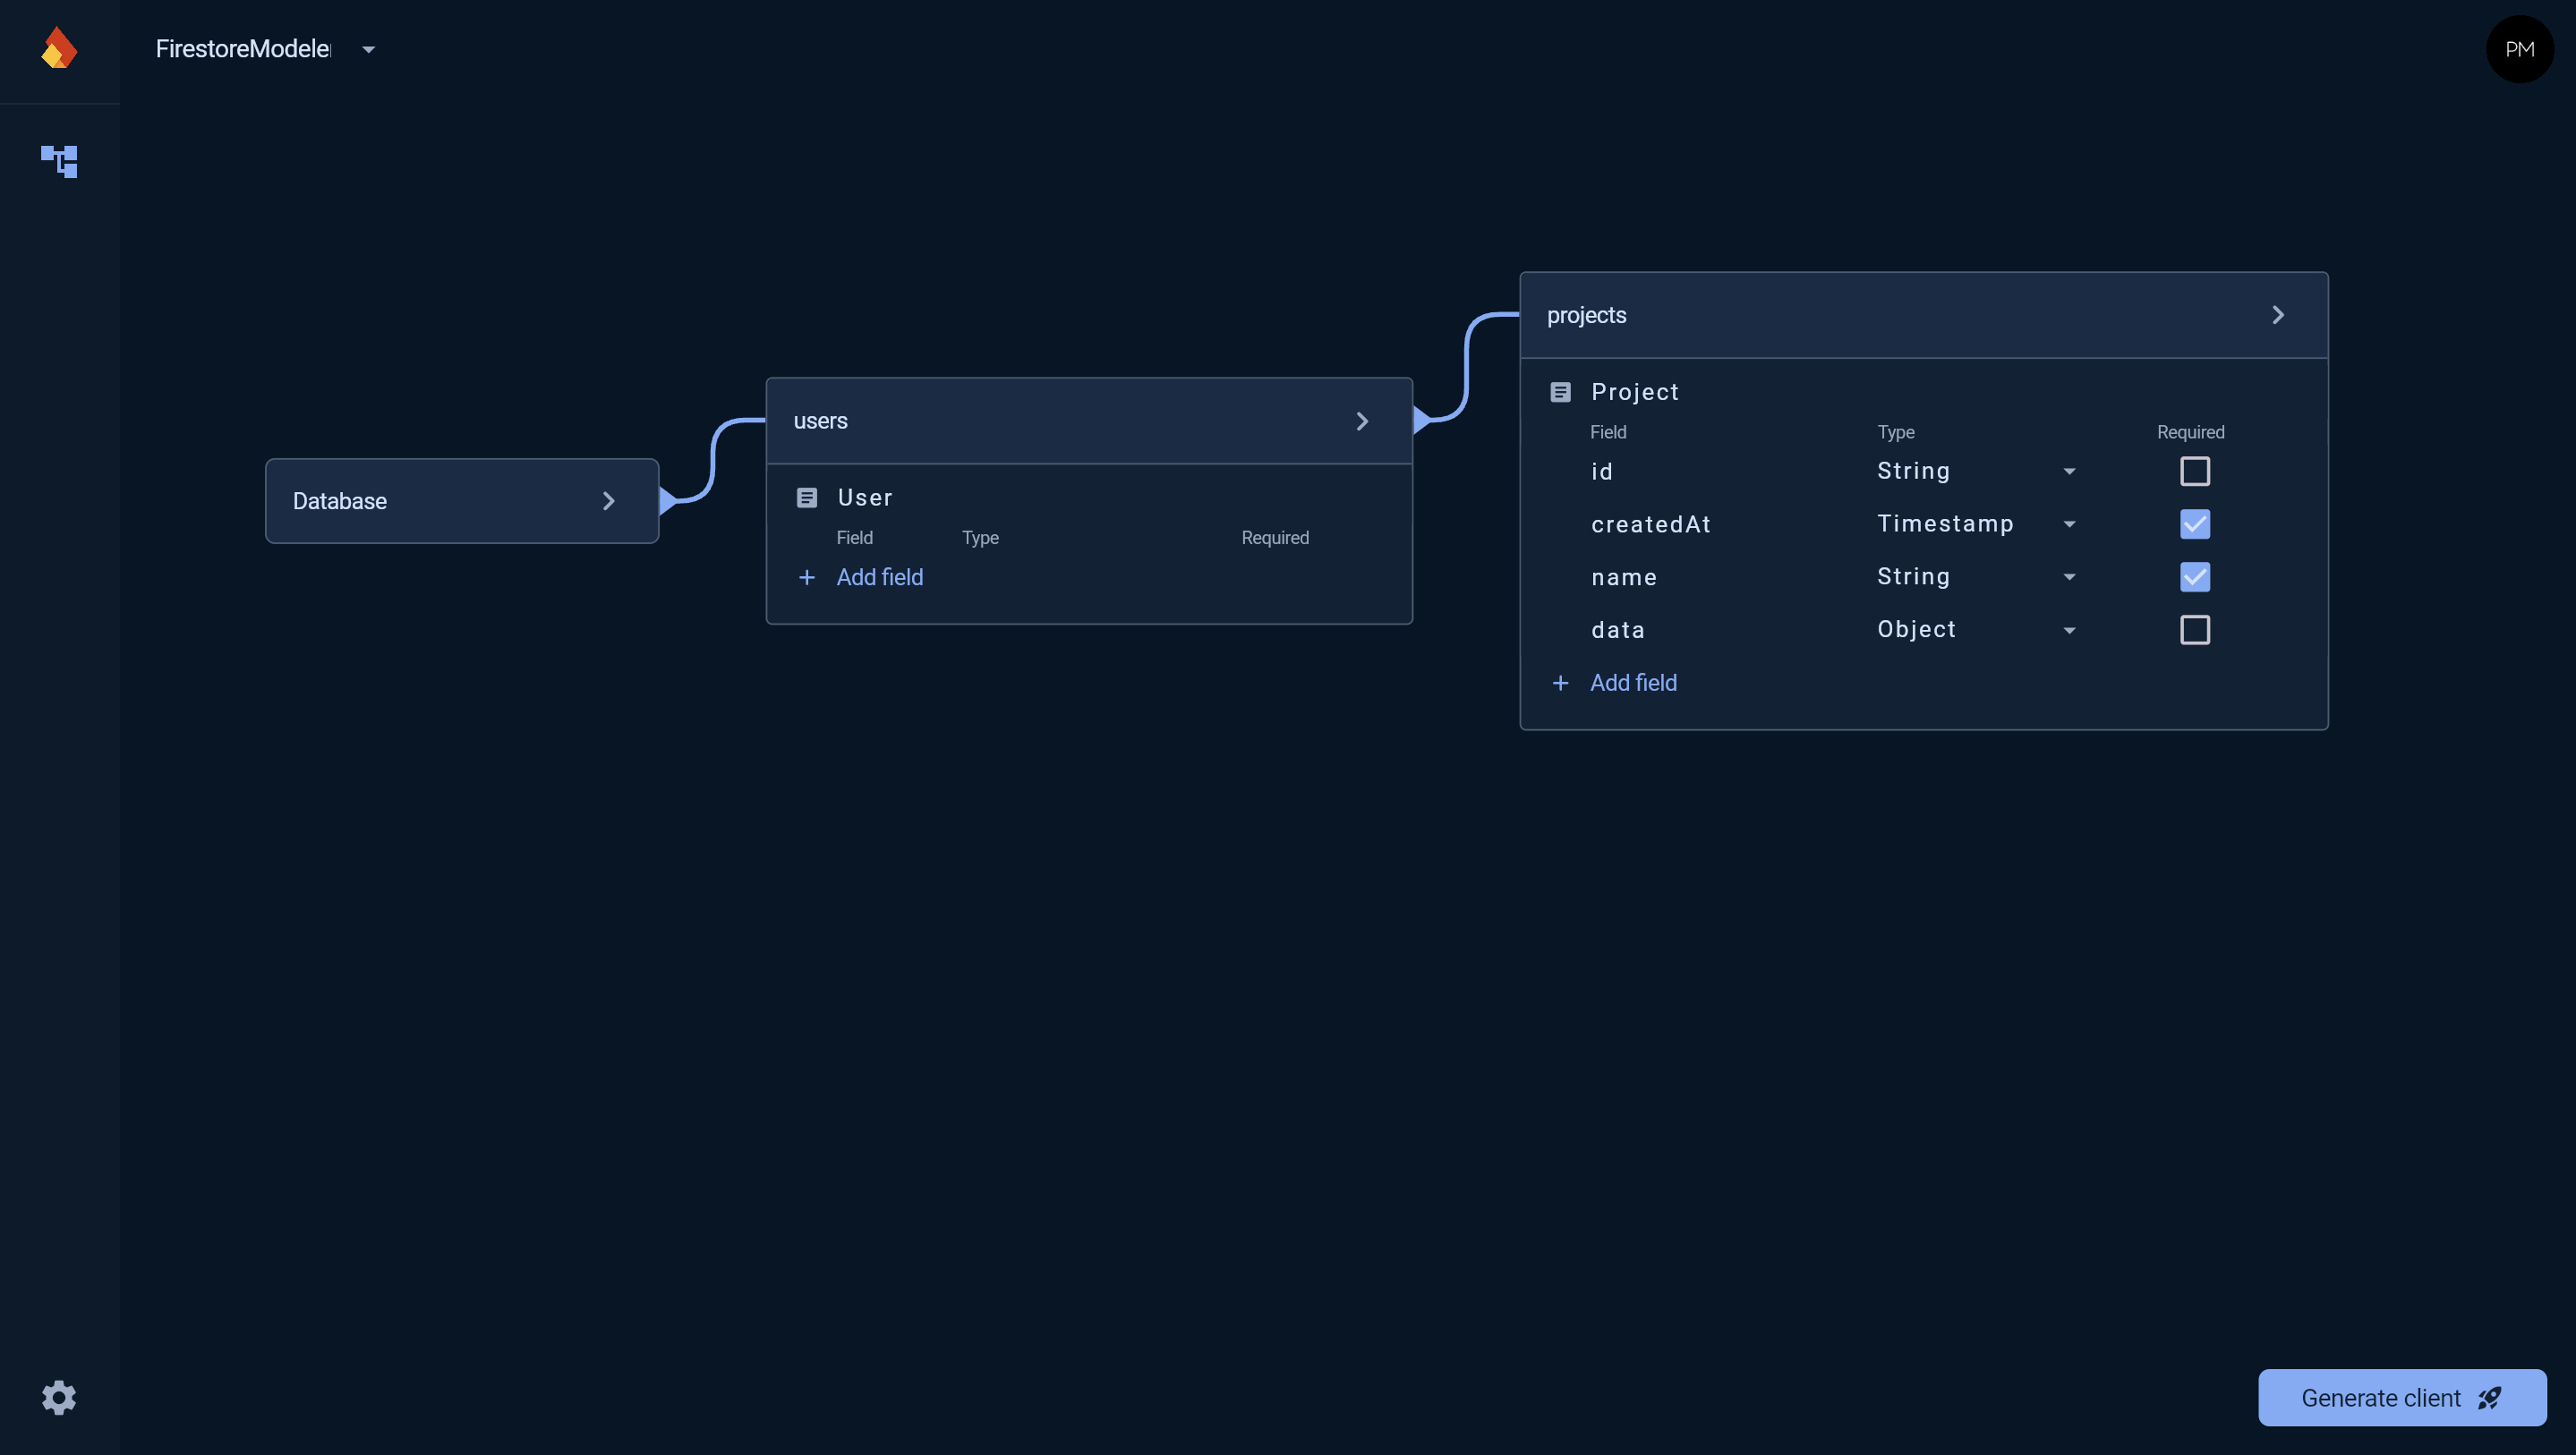 FirestoreModeler
PM
Database
users
User
Field Type Required
Add field
projects
Project
Field Type Required
id String
createdAt Timestamp
name String
data Object
Add field
Generate client